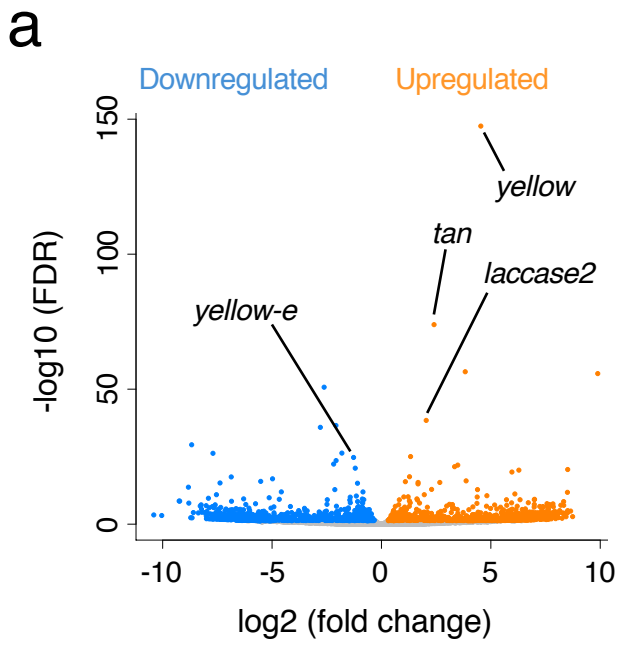 a
Downregulated Upregulated
150
yellow
tan
100
laccase2
yellow-e
-log10 (FDR)
50
0
-10 -5 0 5 10
log2 (fold change)